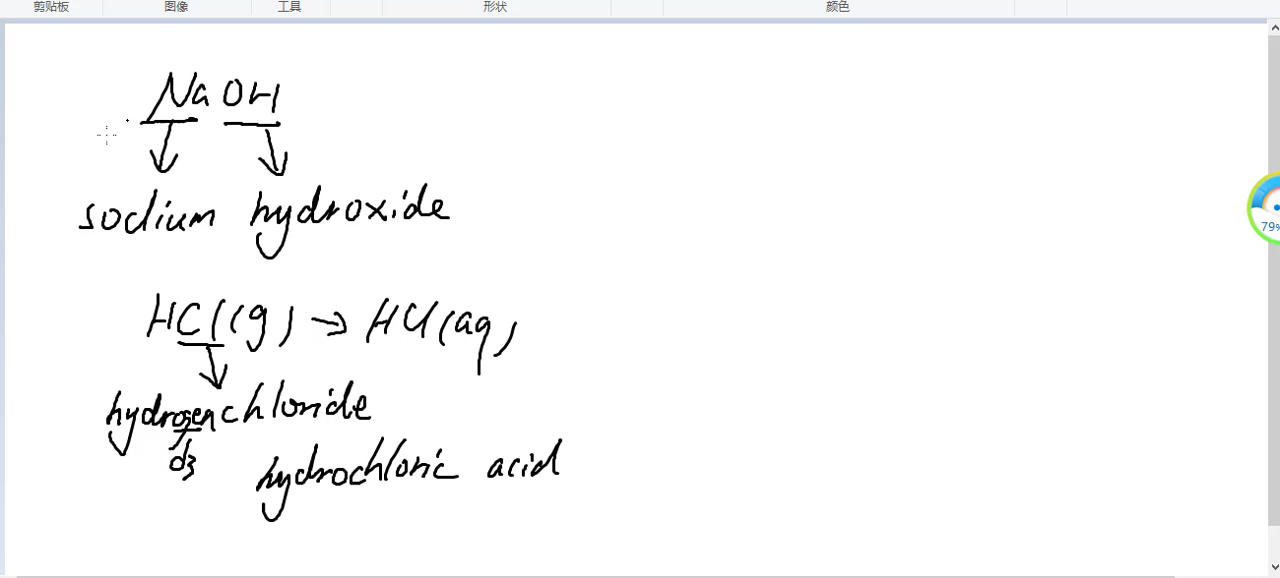 剪贴板 图像 工具 形状 颜色
NaOH
sodium hydroxide
79%
HCl(g) → HCl(aq)
hydrogen chloride
hydrochloric acid